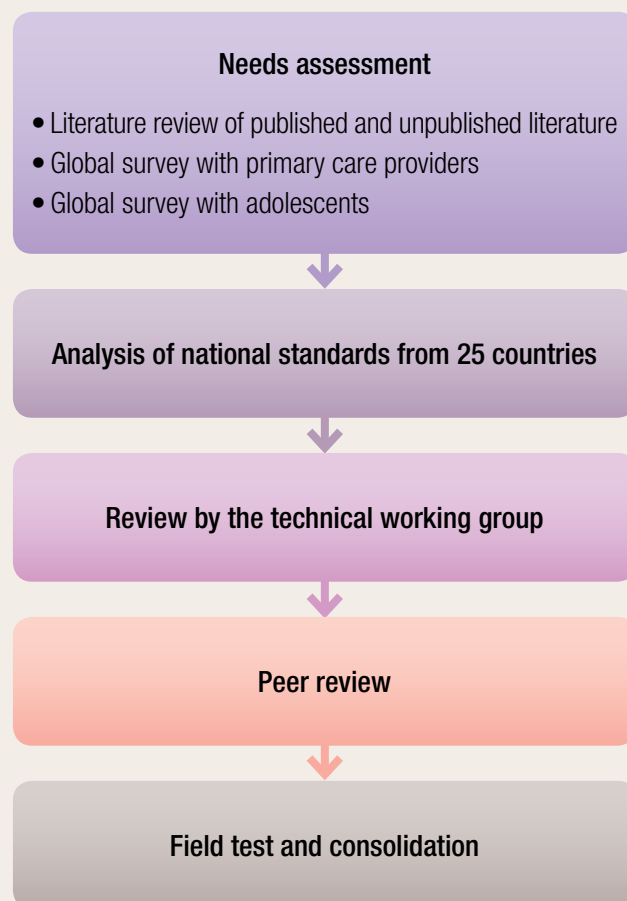 Needs assessment
• Literature review of published and unpublished literature
• Global survey with primary care providers
• Global survey with adolescents
Analysis of national standards from 25 countries
Review by the technical working group
Peer review
Field test and consolidation